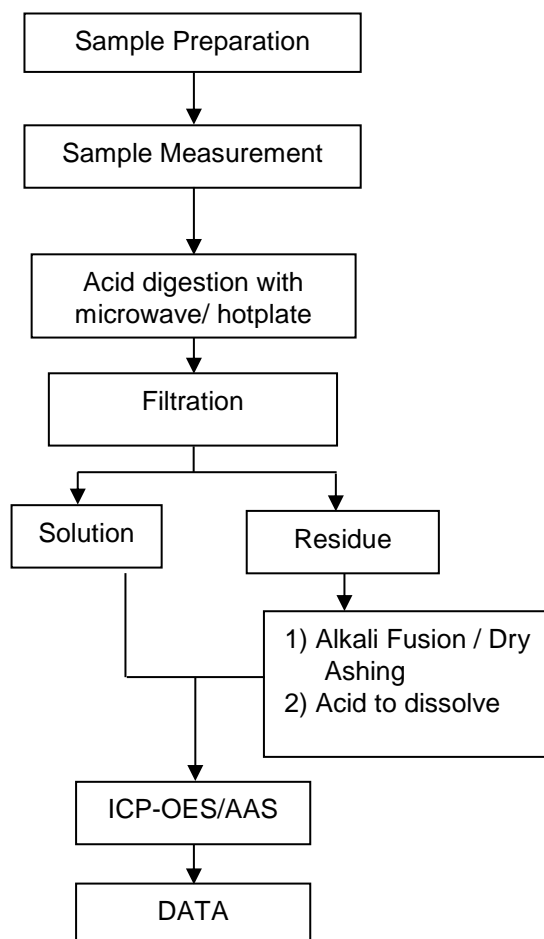 Sample Preparation
Sample Measurement
Acid digestion with
microwave/ hotplate
Filtration
Solution
Residue
1) Alkali Fusion / Dry
Ashing
2) Acid to dissolve
ICP-OES/AAS
DATA